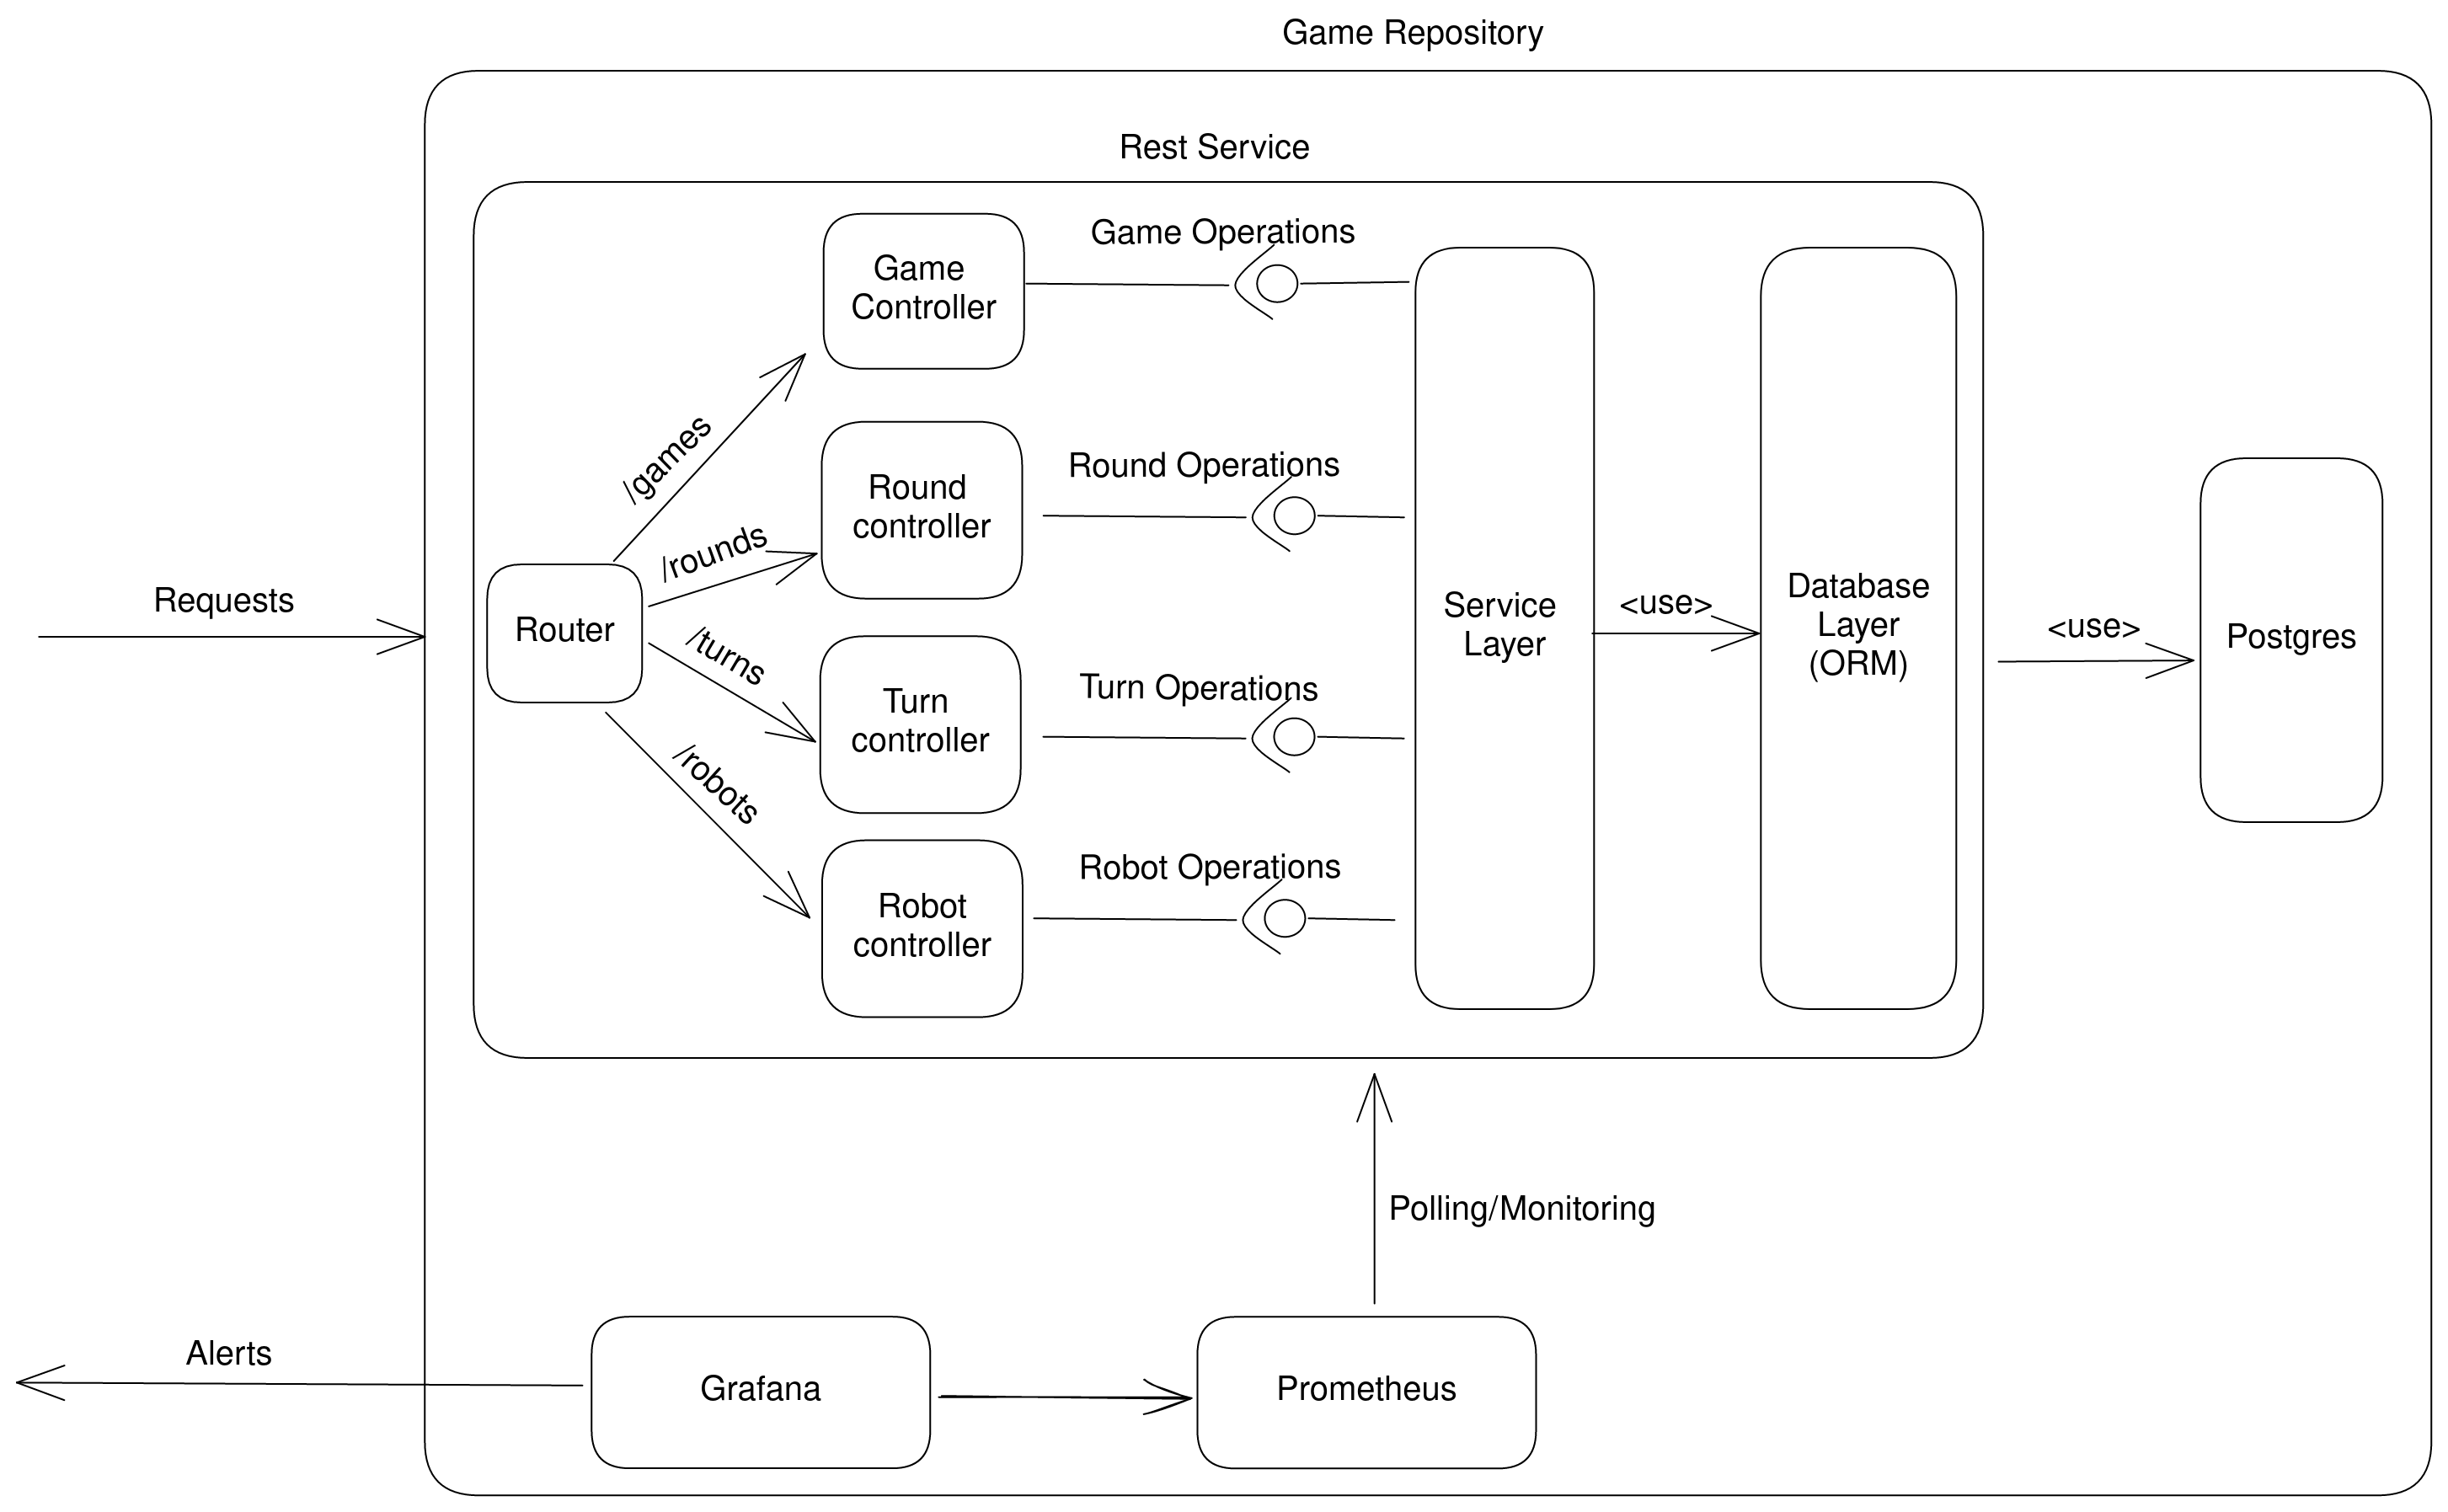 Game Repository
Rest Service
Game
Controller
Game Operations
/games
Round
controller
Round Operations
/rounds
Requests
Router
/turns
Turn
controller
Turn Operations
/robots
Robot
controller
Robot Operations
Service
Layer
<use>
Database
Layer
(ORM)
<use>
Postgres
Polling/Monitoring
Alerts
Grafana
Prometheus